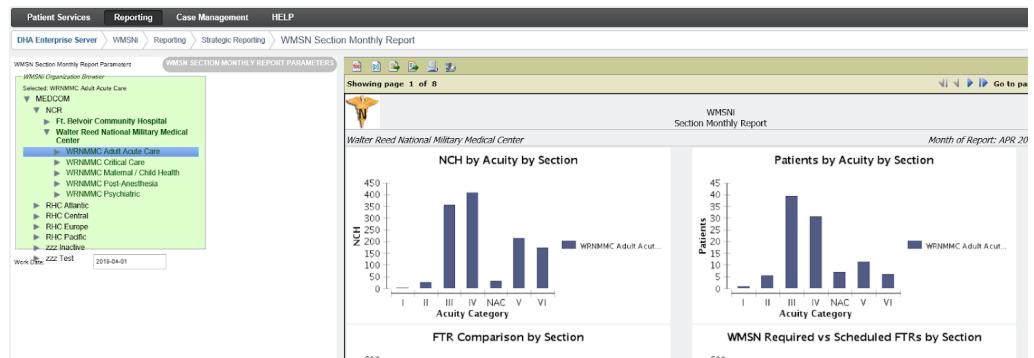 Patient Services Reporting Case Management HELP
DHA Enterprise Server WMSNi Reporting Strategic Reporting WMSN Section Monthly Report
WMSN Section Monthly Report Parameters
WMSN SECTION MONTHLY REPORT PARAMETERS
WMSNi Organization Browser
Selected: WRNMMC Adult Acute Care
MEDCOM
NCR
Ft. Belvoir Community Hospital
Walter Reed National Military Medical
Center
WRNMMC Adult Acute Care
WRNMMC Critical Care
WRNMMC Maternal / Child Health
WRNMMC Post-Anesthesia
WRNMMC Psychiatric
RHC Atlantic
RHC Central
RHC Europe
RHC Pacific
zzz Inactive
zzz Test
Work Date: 2016-04-01
Showing page 1 of 8
Go to pa
N
WMSNi
Section Monthly Report
Walter Reed National Military Medical Center
Month of Report: APR 20
NCH by Acuity by Section
450
400
350
300
250
200
150
100
50
0
NCH
I II III IV NAC V VI
Acuity Category
WRNMMC Adult Acut...
Patients by Acuity by Section
45
40
35
30
25
20
15
10
5
0
Patients
I II III IV NAC V VI
Acuity Category
WRNMMC Adult Acut...
FTR Comparison by Section
WMSN Required vs Scheduled FTRs by Section